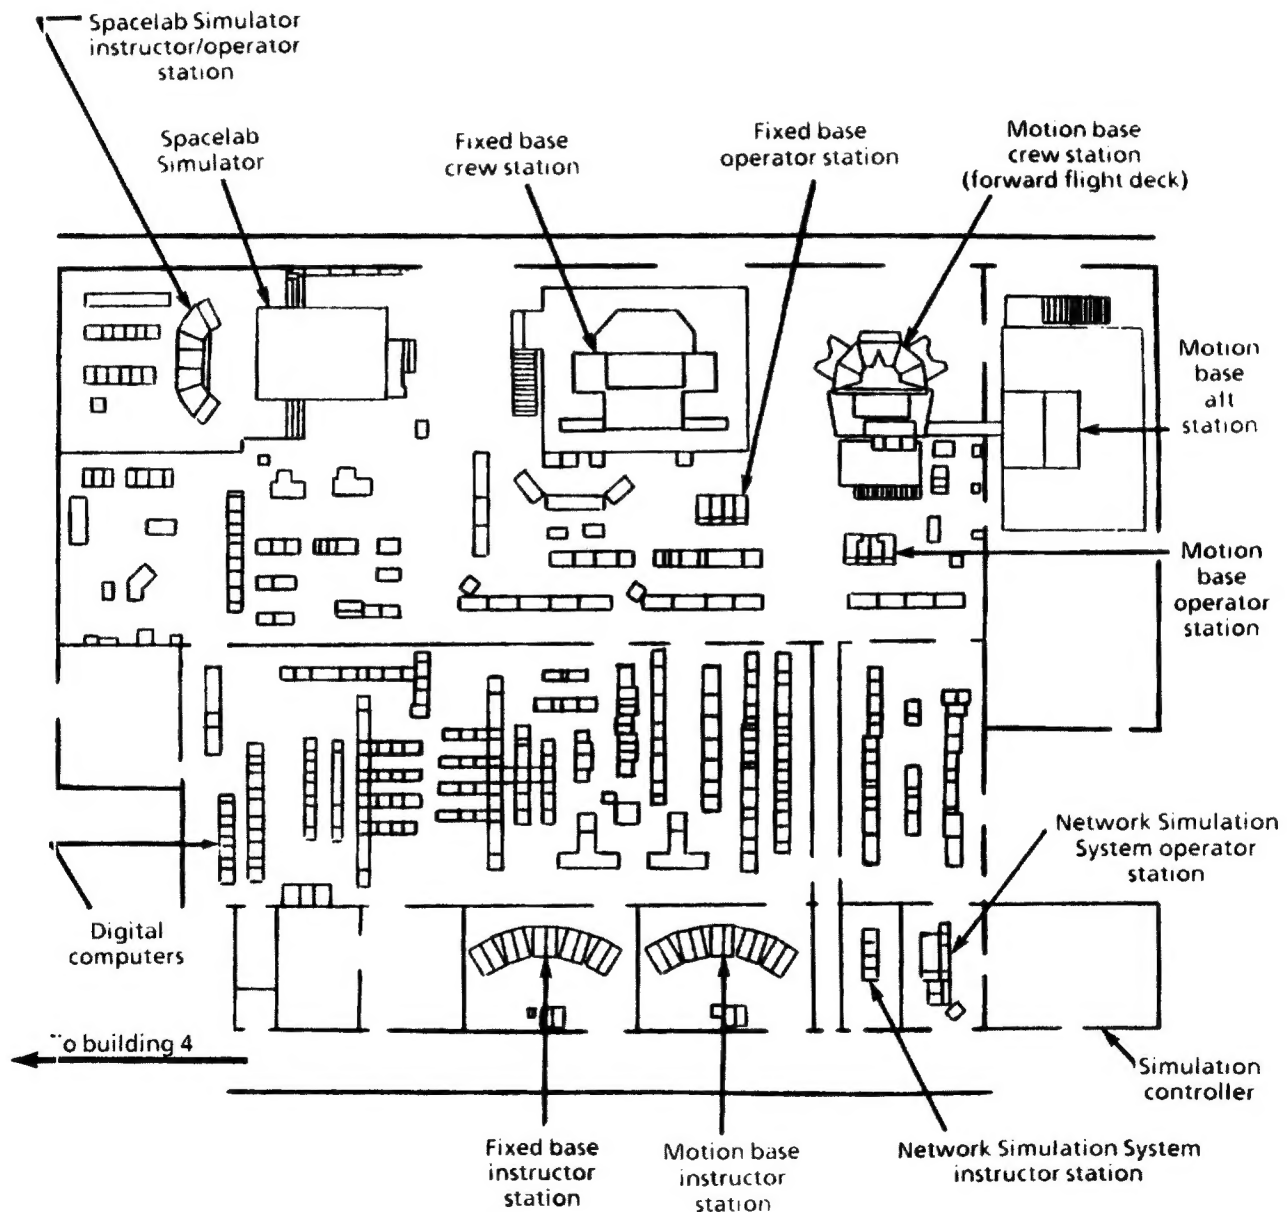 Spacelab Simulator
instructor/operator
station
Spacelab
Simulator
Fixed base
crew station
Fixed base
operator station
Motion base
crew station
(forward flight deck)
Motion
base
aft
station
Motion
base
operator
station
Network Simulation
System operator
station
Digital
computers
To building 4
Simulation
controller
Fixed base
instructor
station
Motion base
instructor
station
Network Simulation System
instructor station